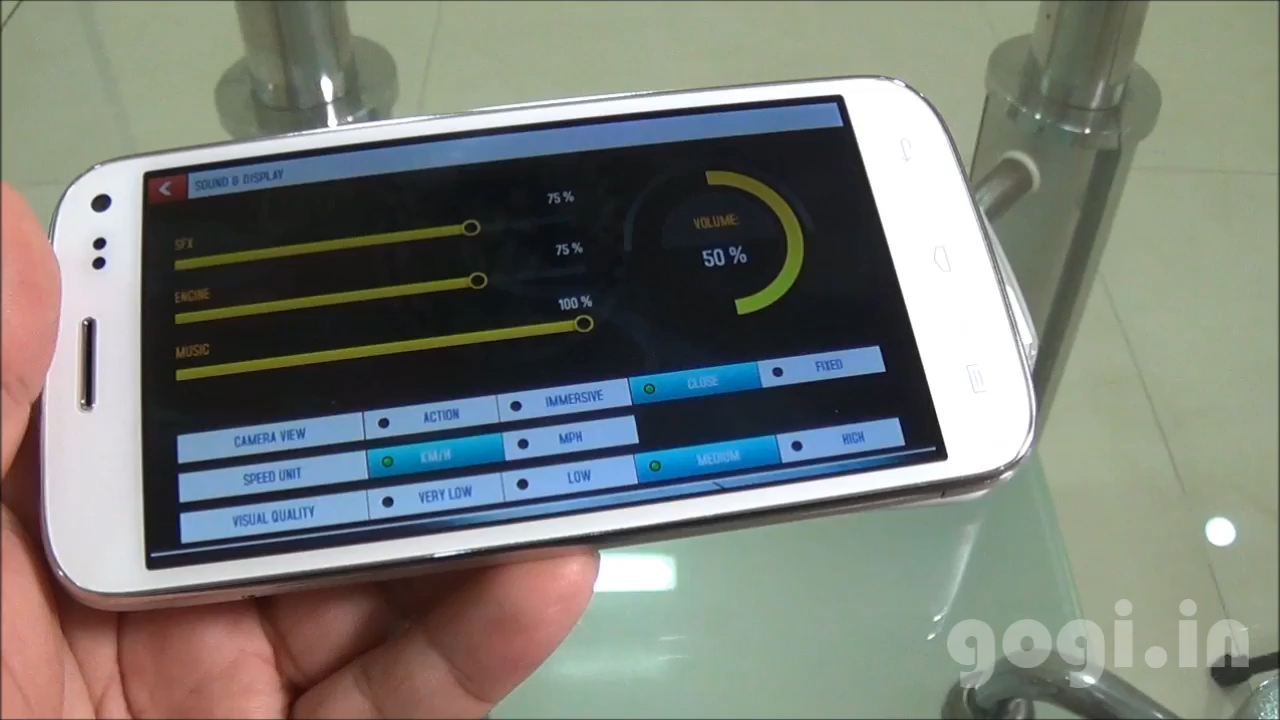 SOUND & DISPLAY
SFX
75 %
ENGINE
75 %
MUSIC
100 %
VOLUME:
50 %
CAMERA VIEW ACTION IMMERSIVE CLOSE FIXED
SPEED UNIT KM/H MPH
VISUAL QUALITY VERY LOW LOW MEDIUM HIGH
gogi.in